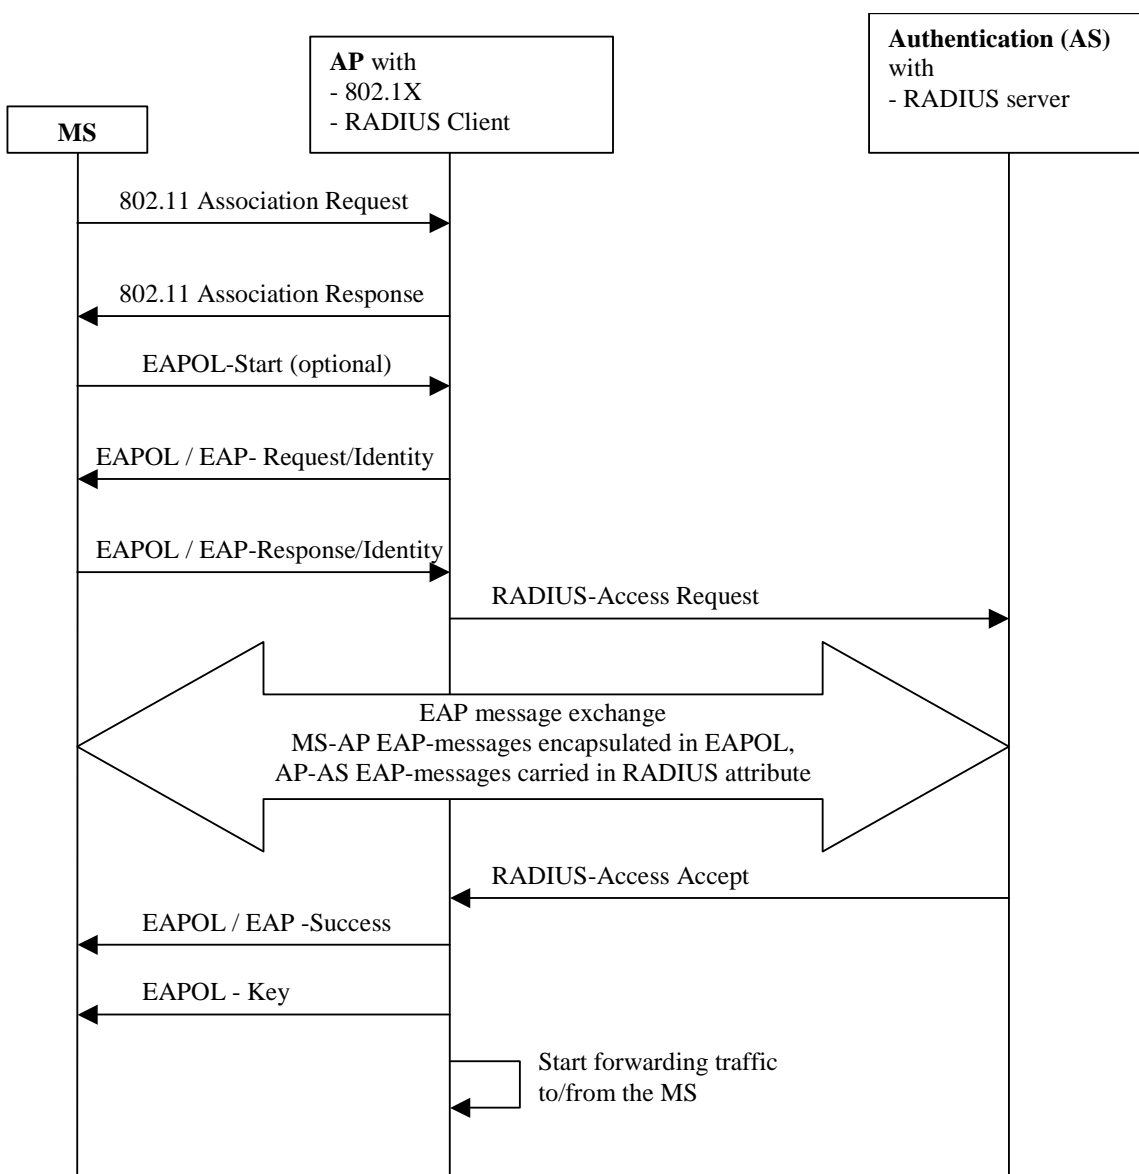 MS
AP with
- 802.1X
- RADIUS Client
Authentication (AS)
with
- RADIUS server
802.11 Association Request
802.11 Association Response
EAPOL-Start (optional)
EAPOL / EAP- Request/Identity
EAPOL / EAP-Response/Identity
RADIUS-Access Request
EAP message exchange
MS-AP EAP-messages encapsulated in EAPOL,
AP-AS EAP-messages carried in RADIUS attribute
RADIUS-Access Accept
EAPOL / EAP -Success
EAPOL - Key
Start forwarding traffic
to/from the MS